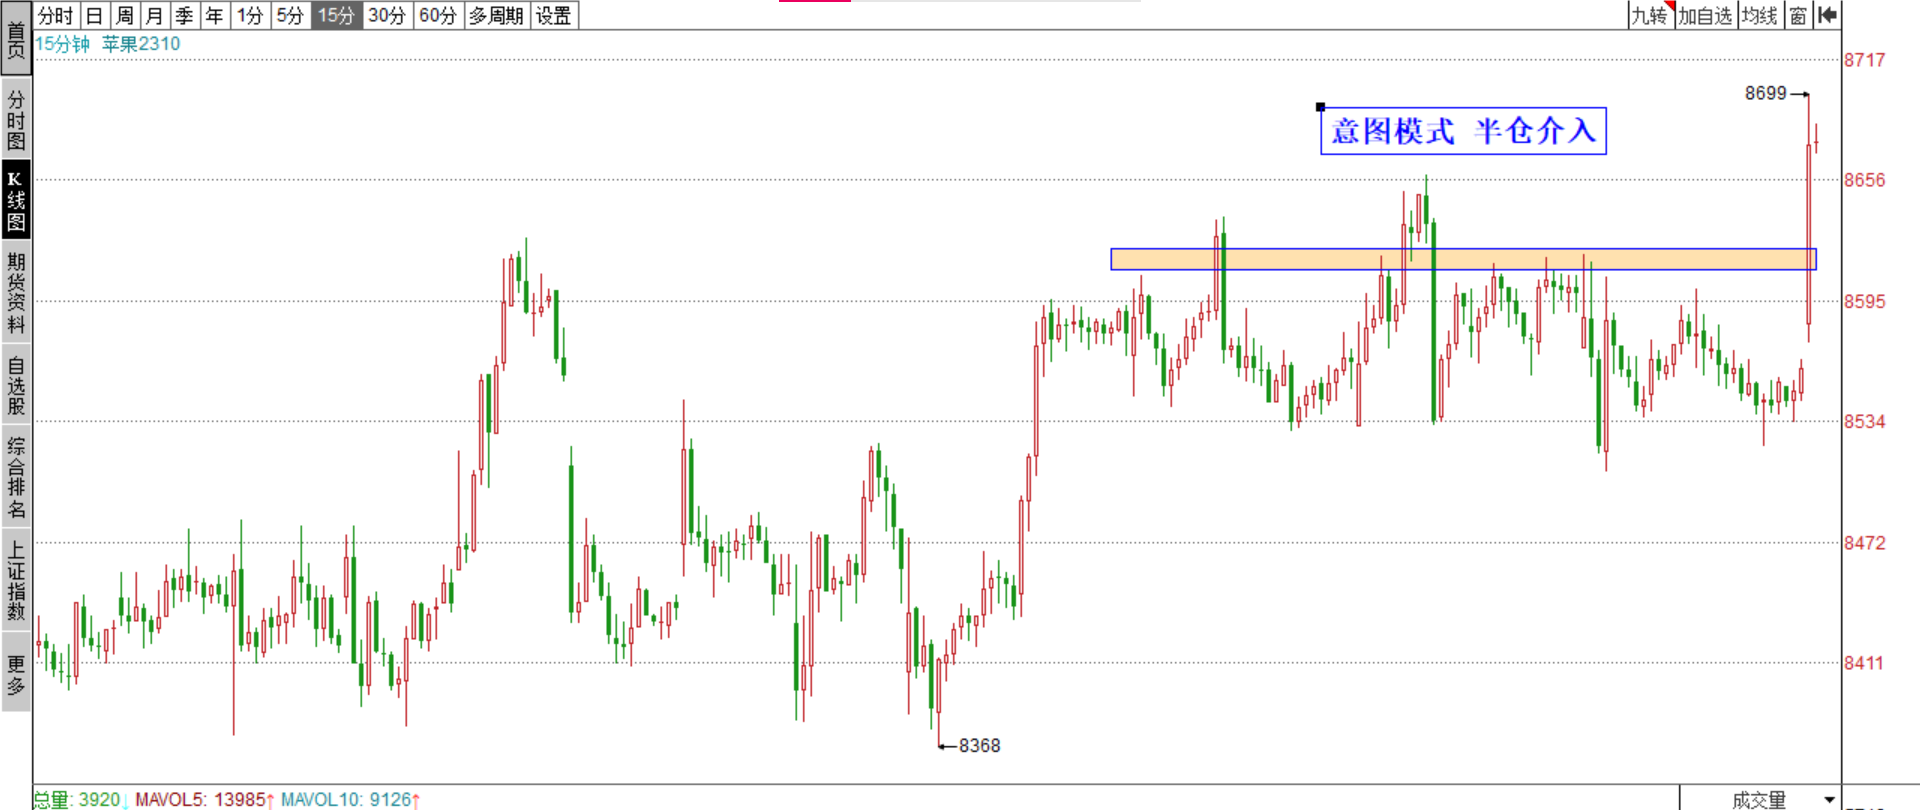 分时 日 周 月 季 年 1分 5分 15分 30分 60分 多周期 设置 九转 加自选 均线 窗
15分钟 苹果2310
首页
分时图
K线图
期货资料
自选股
综合排名
上证指数
更多
8717
8699
意图模式 半仓介入
8656
8595
8534
8472
8411
8368
总量: 3920↓ MAVOL5: 13985↑ MAVOL10: 9126↑ 成交量